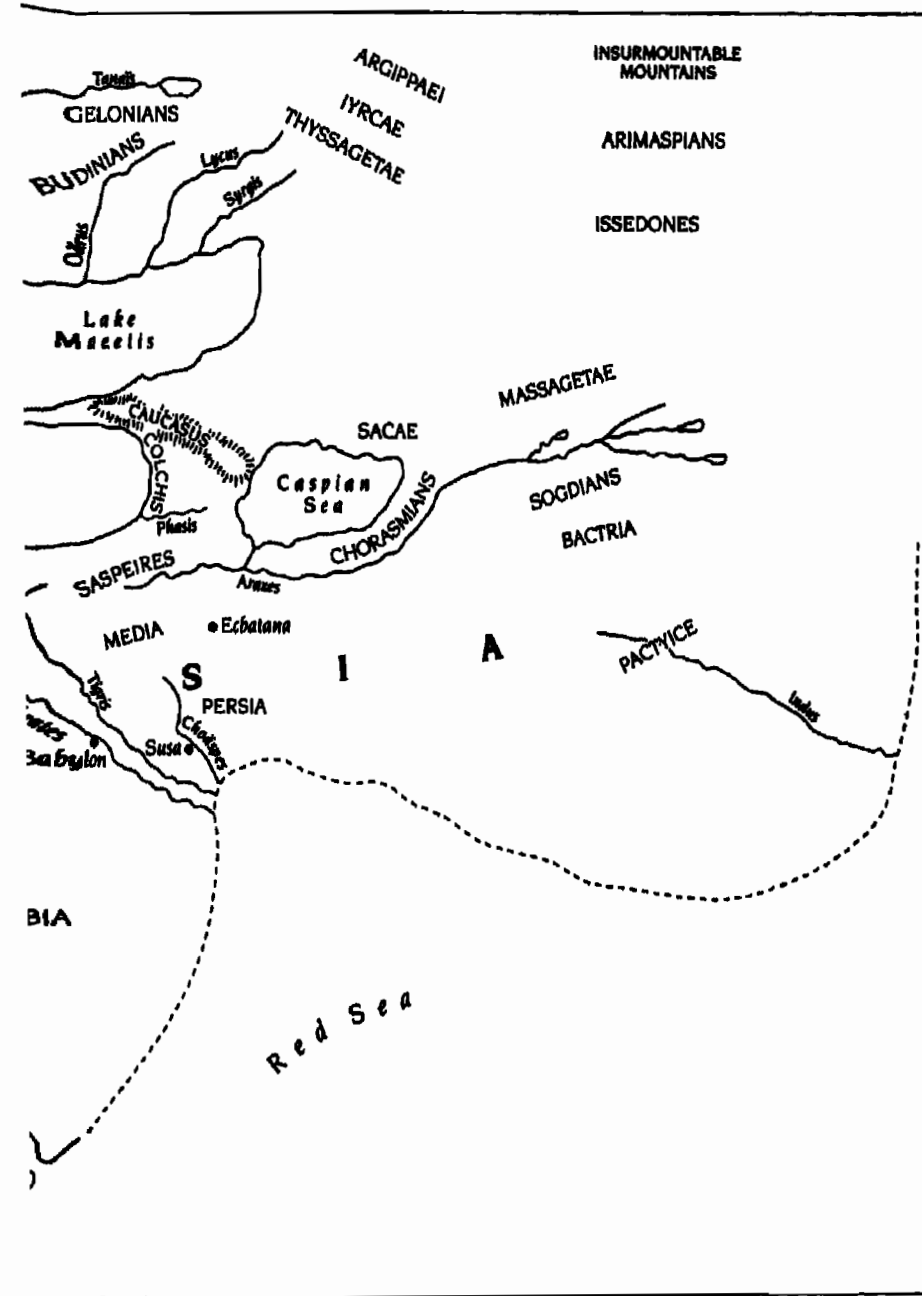 INSURMOUNTABLE
MOUNTAINS
ARGIPPAEI
Tanais
GELONIANS
IYRCAE
THYSSAGETAE
ARIMASPIANS
BUDINIANS
Lycus
Syrgis
ISSEDONES
Oarus
Lake
Maeetis
MASSAGETAE
CAUCASUS
SACAE
COLCHIS
Caspian
Sea
CHORASMIANS
SOGDIANS
Phasis
BACTRIA
SASPEIRES
Araxes
MEDIA
Ecbatana
S I A
PACTYICE
Tigris
PERSIA
Indus
Choaspes
Susa
Babylon
BIA
Red Sea